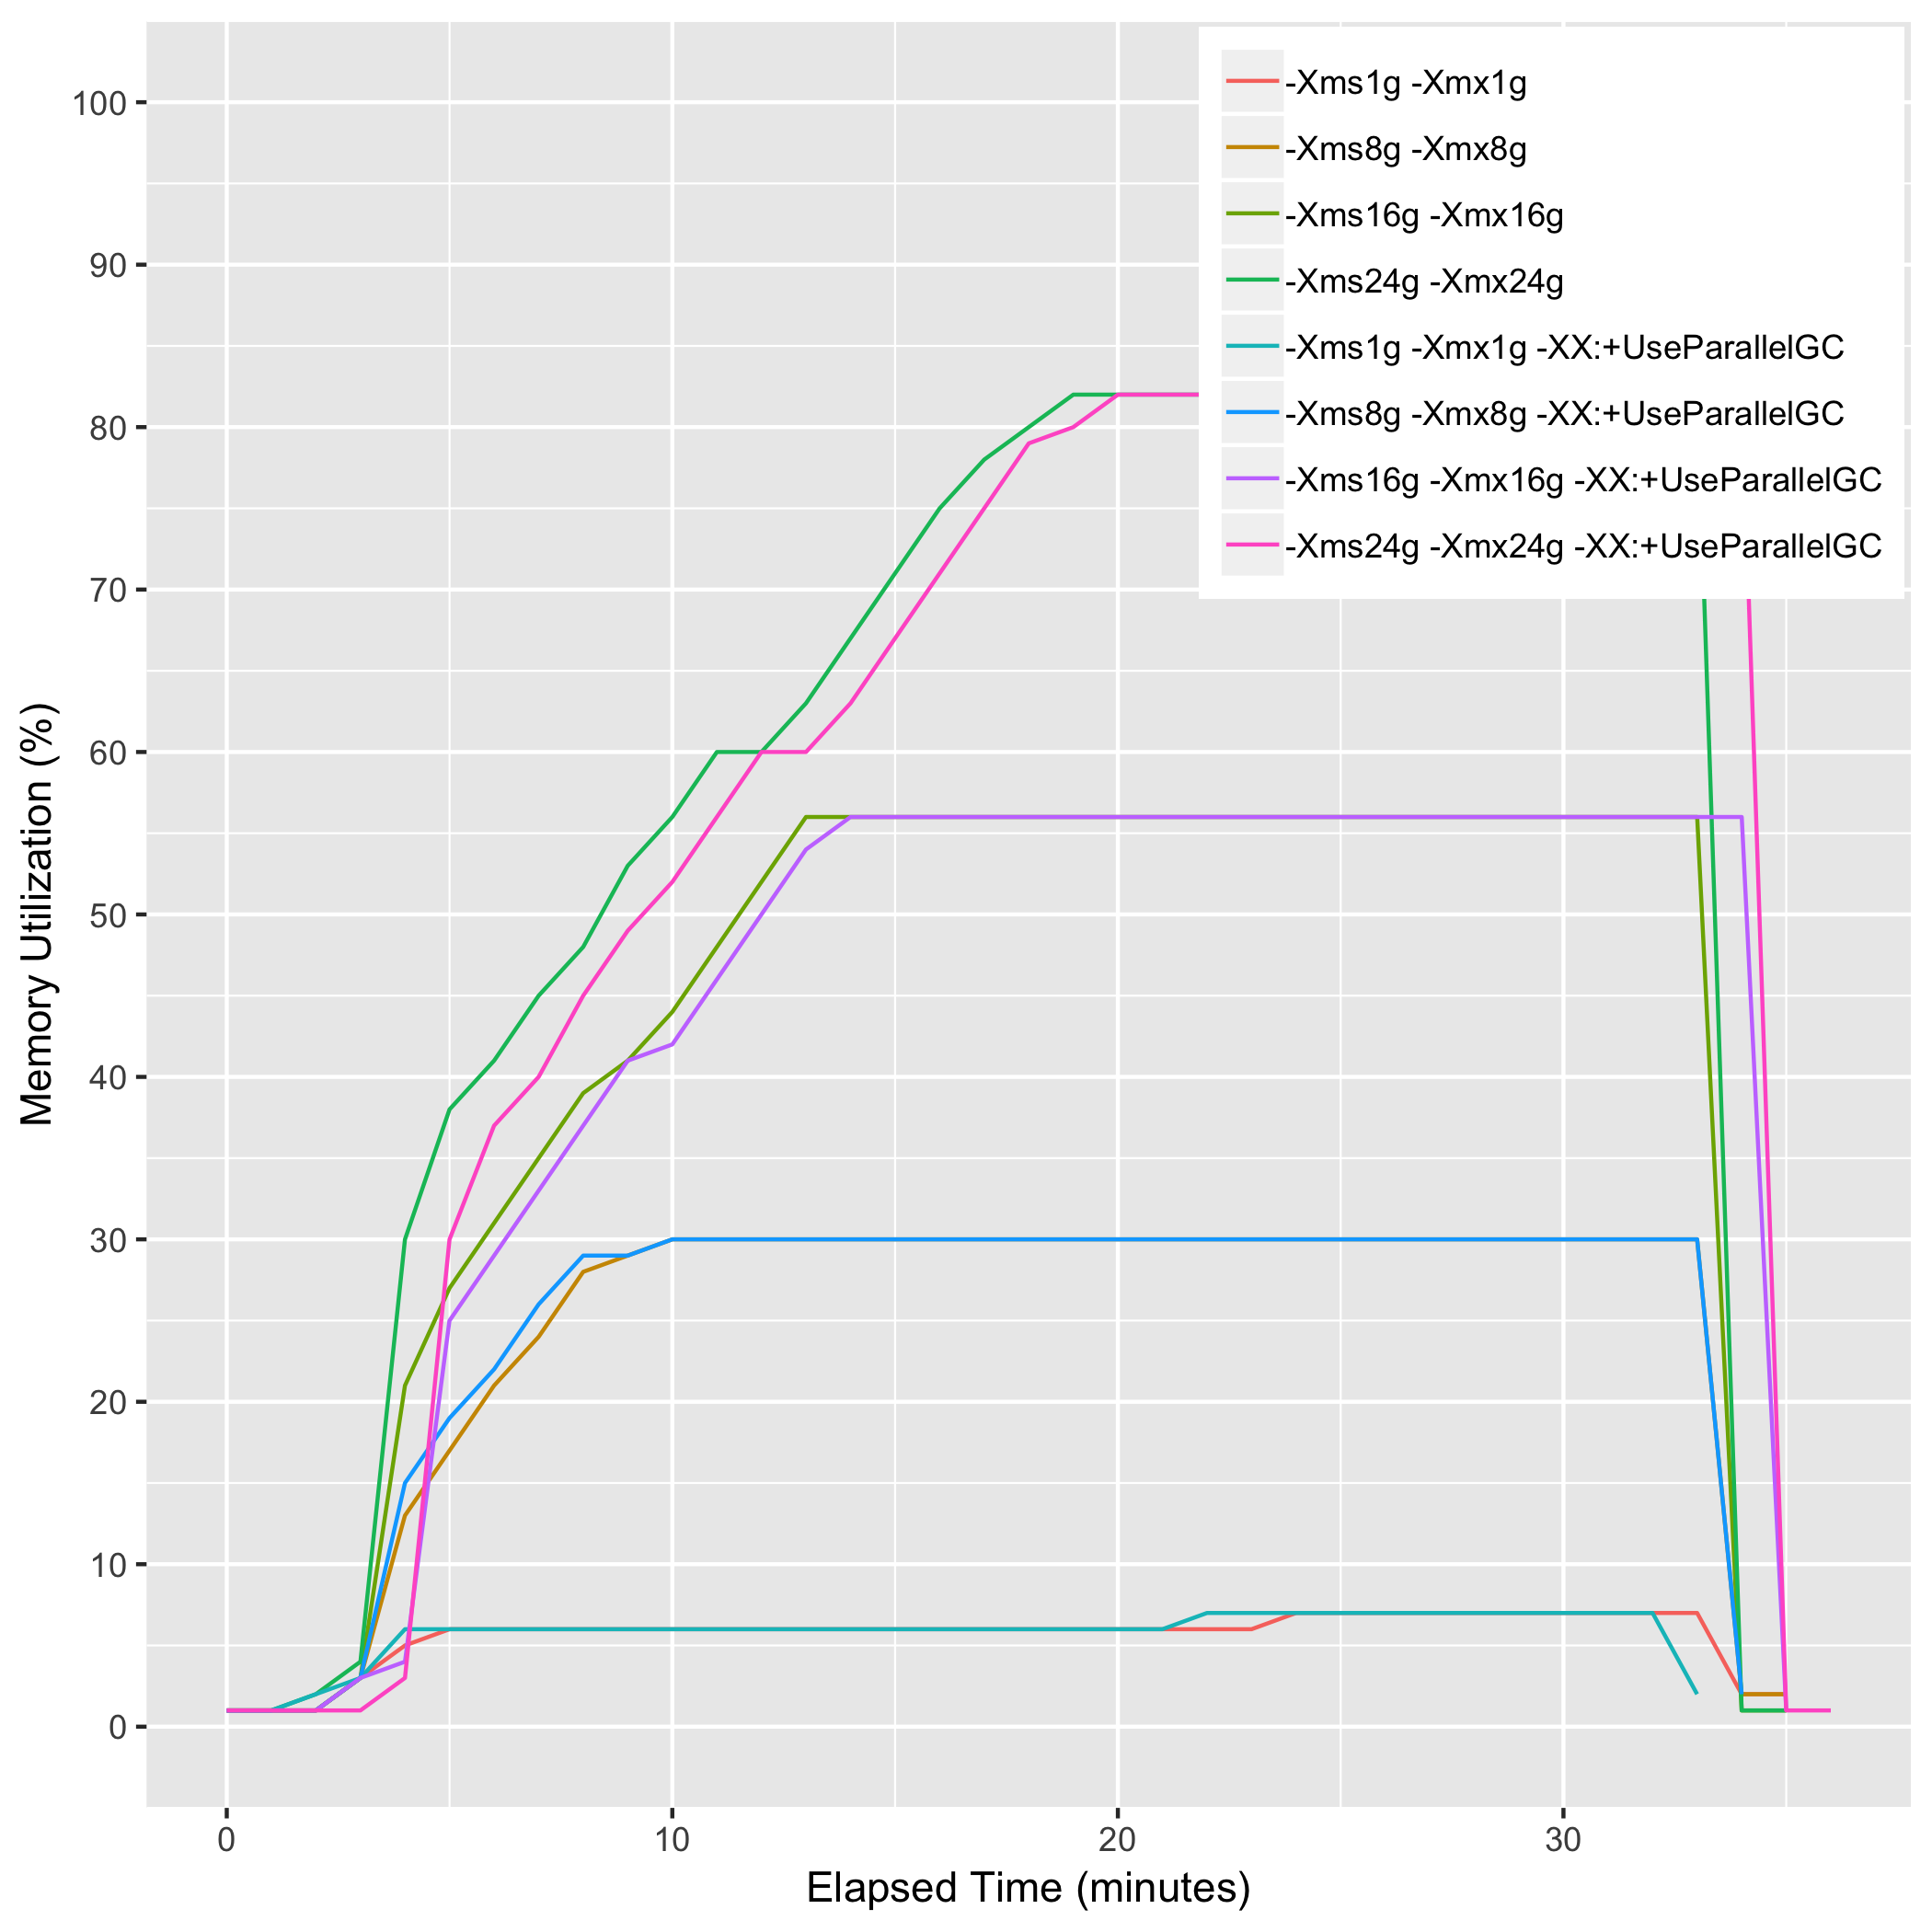 -Xms1g -Xmx1g
-Xms8g -Xmx8g
-Xms16g -Xmx16g
-Xms24g -Xmx24g
-Xms1g -Xmx1g -XX:+UseParallelGC
-Xms8g -Xmx8g -XX:+UseParallelGC
-Xms16g -Xmx16g -XX:+UseParallelGC
-Xms24g -Xmx24g -XX:+UseParallelGC
Memory Utilization (%)
100
90
80
70
60
50
40
30
20
10
0
0 10 20 30
Elapsed Time (minutes)